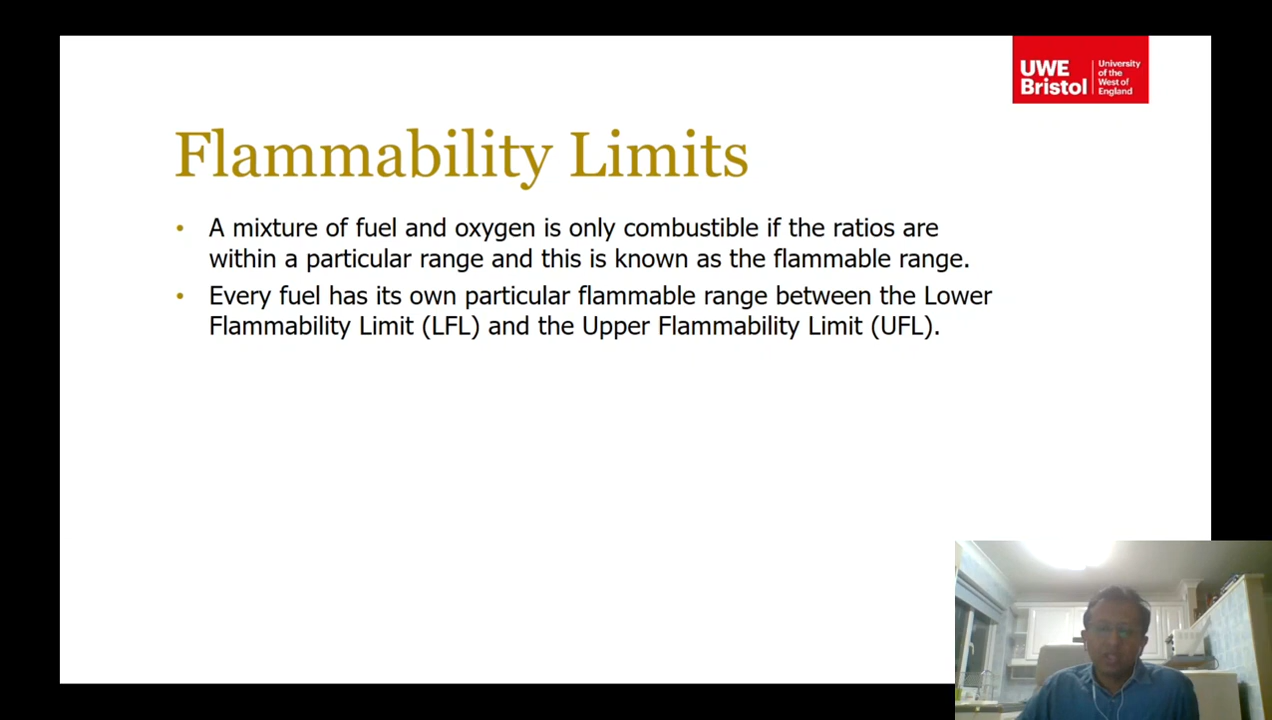 UWE
Bristol
University
of the
West of
England
Flammability Limits
• A mixture of fuel and oxygen is only combustible if the ratios are
within a particular range and this is known as the flammable range.
• Every fuel has its own particular flammable range between the Lower
Flammability Limit (LFL) and the Upper Flammability Limit (UFL).